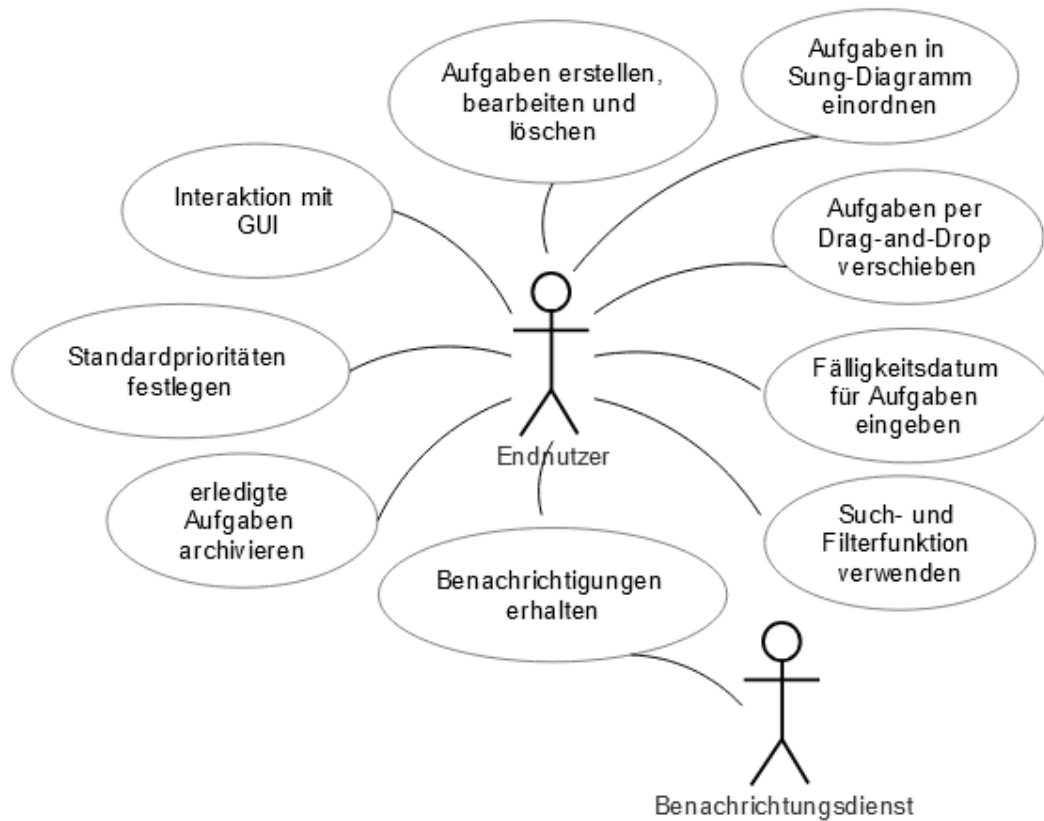 Aufgaben erstellen,
bearbeiten und
löschen
Aufgaben in
Sung-Diagramm
einordnen
Interaktion mit
GUI
Aufgaben per
Drag-and-Drop
verschieben
Standardprioritäten
festlegen
Fälligkeitsdatum
für Aufgaben
eingeben
Endnutzer
erledigte
Aufgaben
archivieren
Such- und
Filterfunktion
verwenden
Benachrichtigungen
erhalten
Benachrichtungsdienst